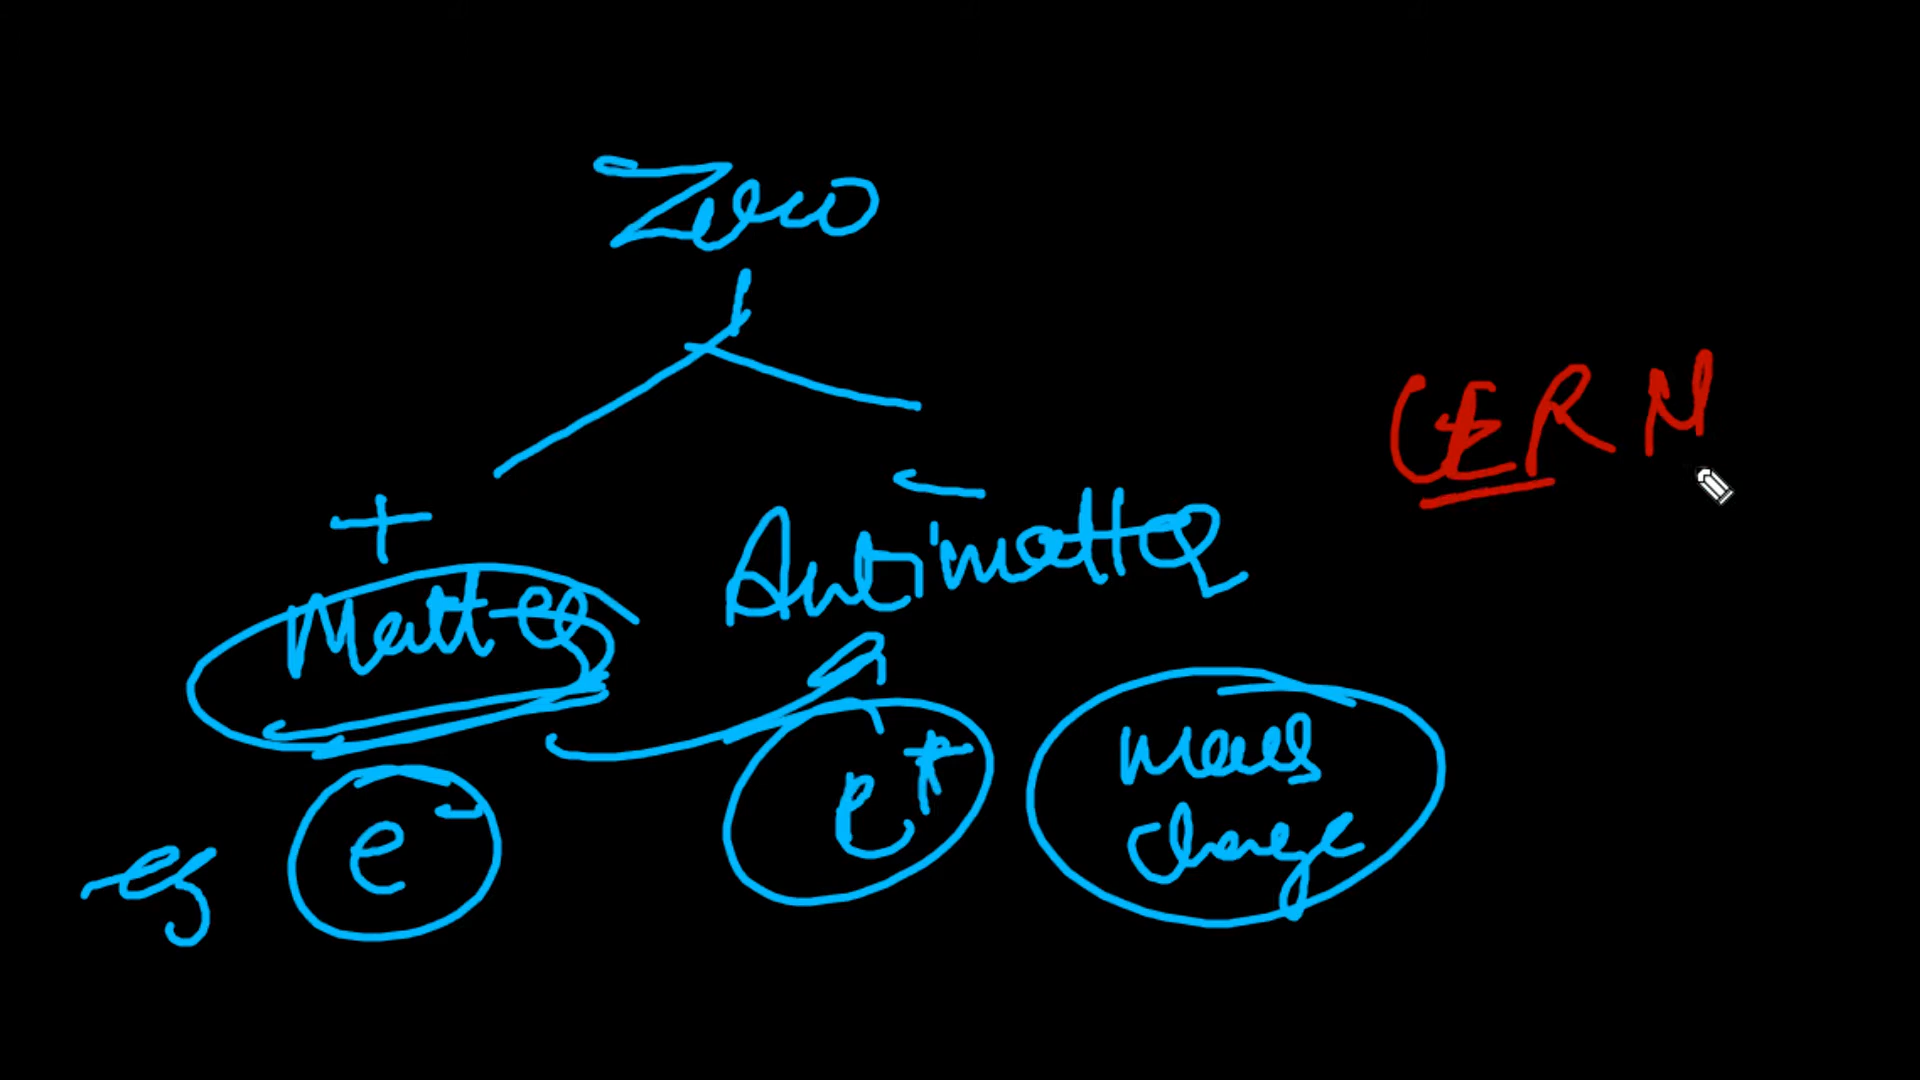 Zero
CERN
+ -
Matter Antimatter
eg e- e+
mass
charge